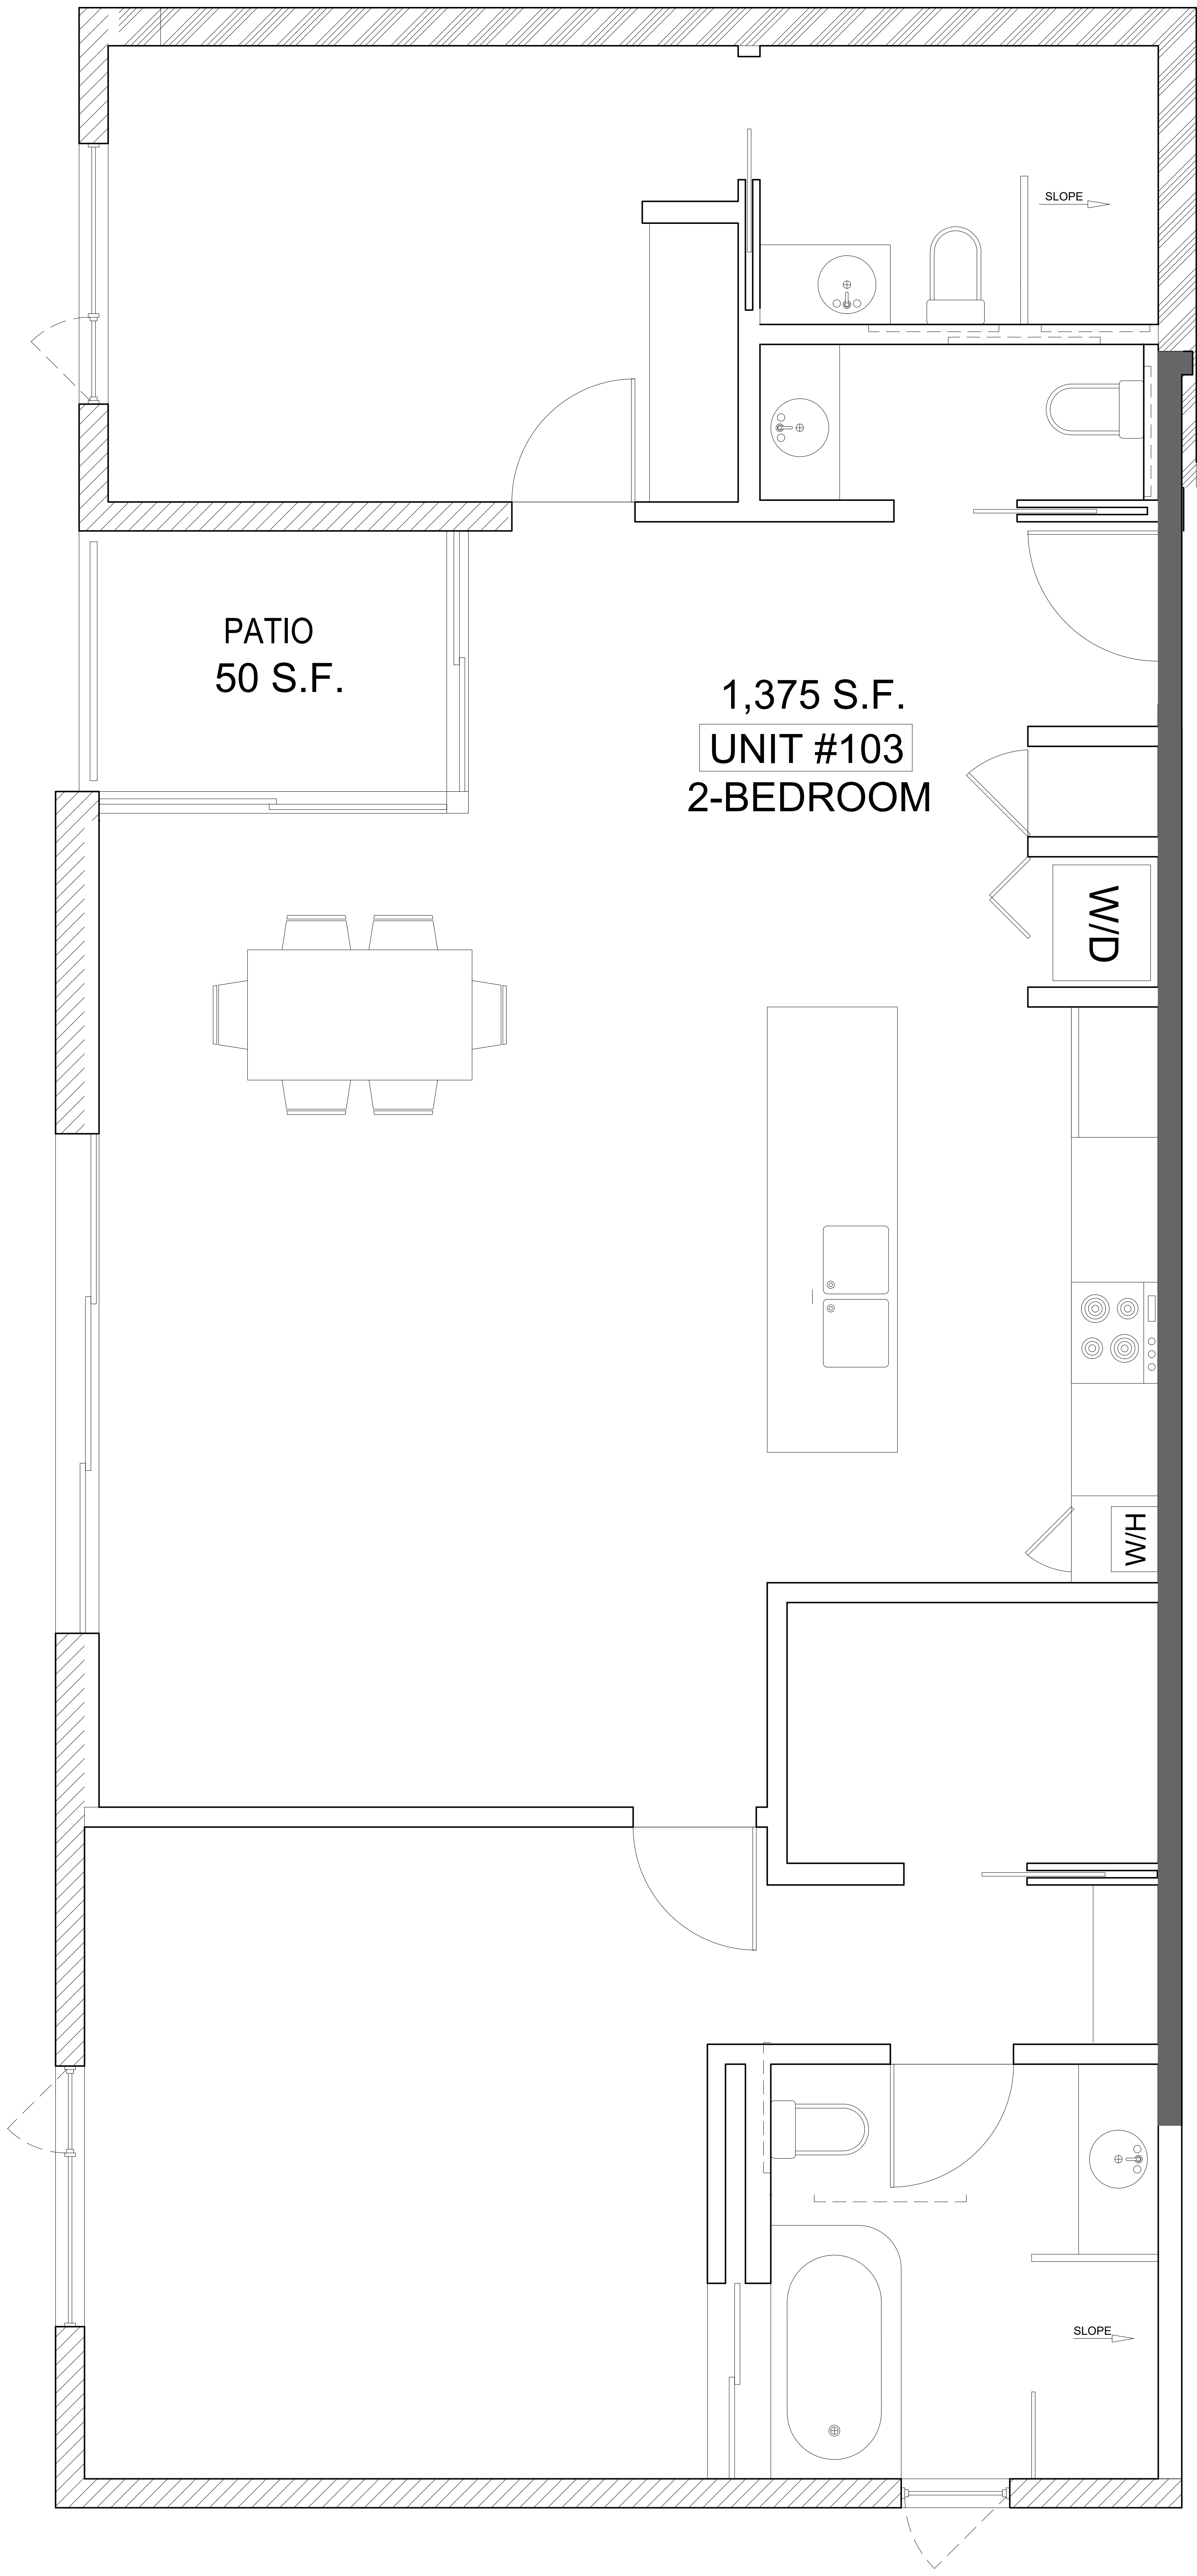 SLOPE
PATIO
50 S.F.
1,375 S.F.
UNIT #103
2-BEDROOM
W/D
W/H
SLOPE